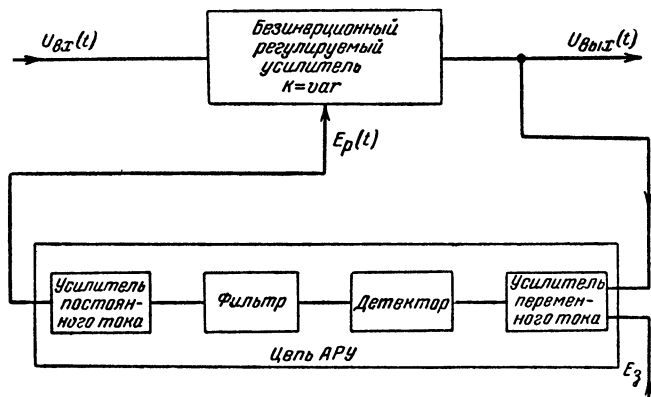 Uвх(t)
Безинерционный
регулируемый
усилитель
K=var
Uвых(t)
Eр(t)
Усилитель
постоян-
ного тока
Фильтр
Детектор
Усилитель
перемен-
ного тока
Цепь АРУ
Eз